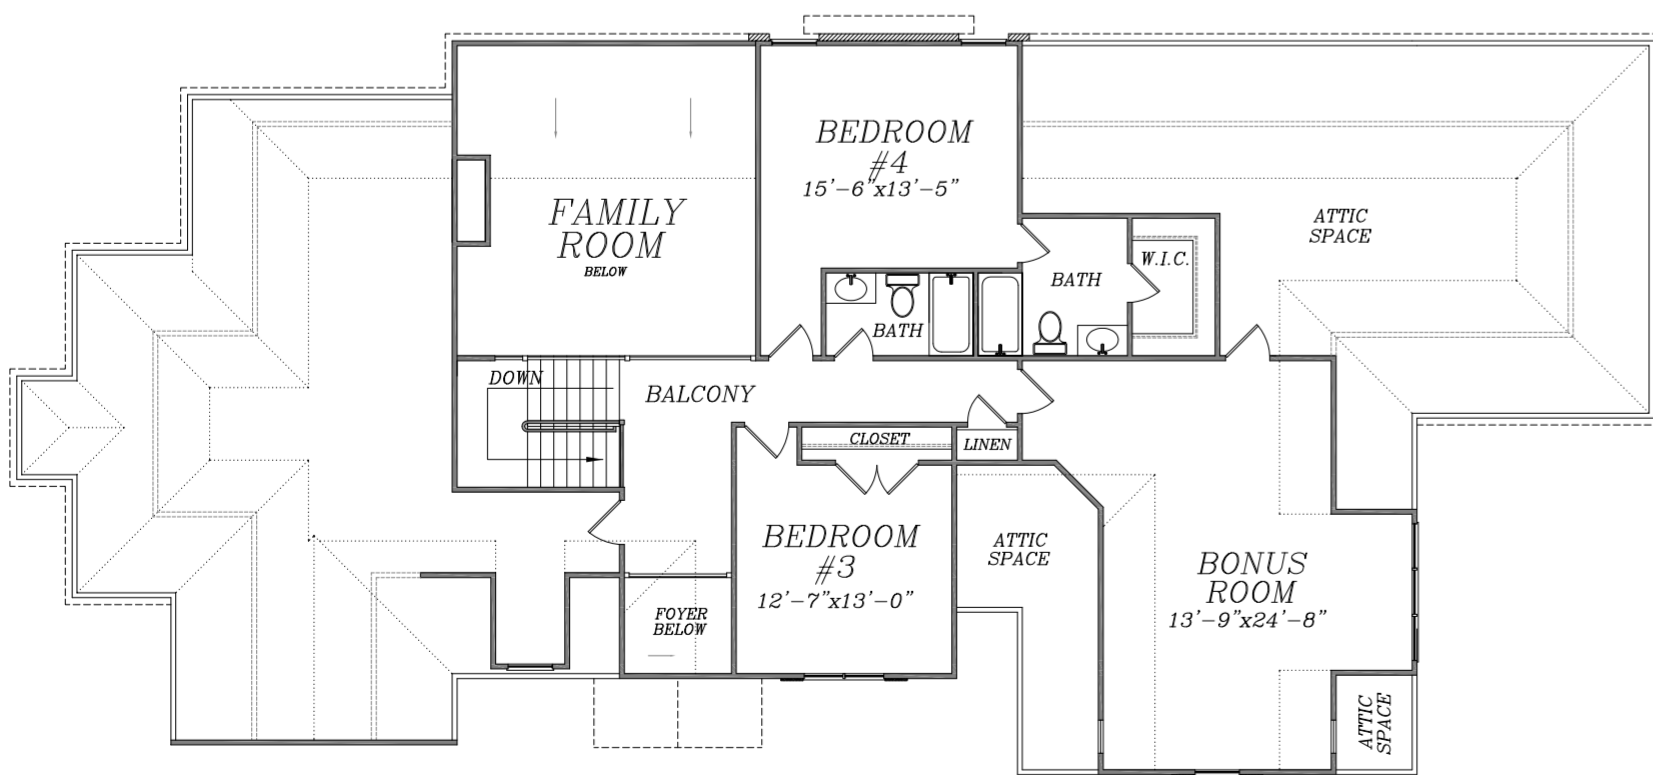 BEDROOM
#4
15'-6"x13'-5"
FAMILY
ROOM
BELOW
ATTIC
SPACE
W.I.C.
BATH
BATH
DOWN
BALCONY
CLOSET
LINEN
BEDROOM
#3
12'-7"x13'-0"
ATTIC
SPACE
BONUS
ROOM
13'-9"x24'-8"
FOYER
BELOW
ATTIC
SPACE